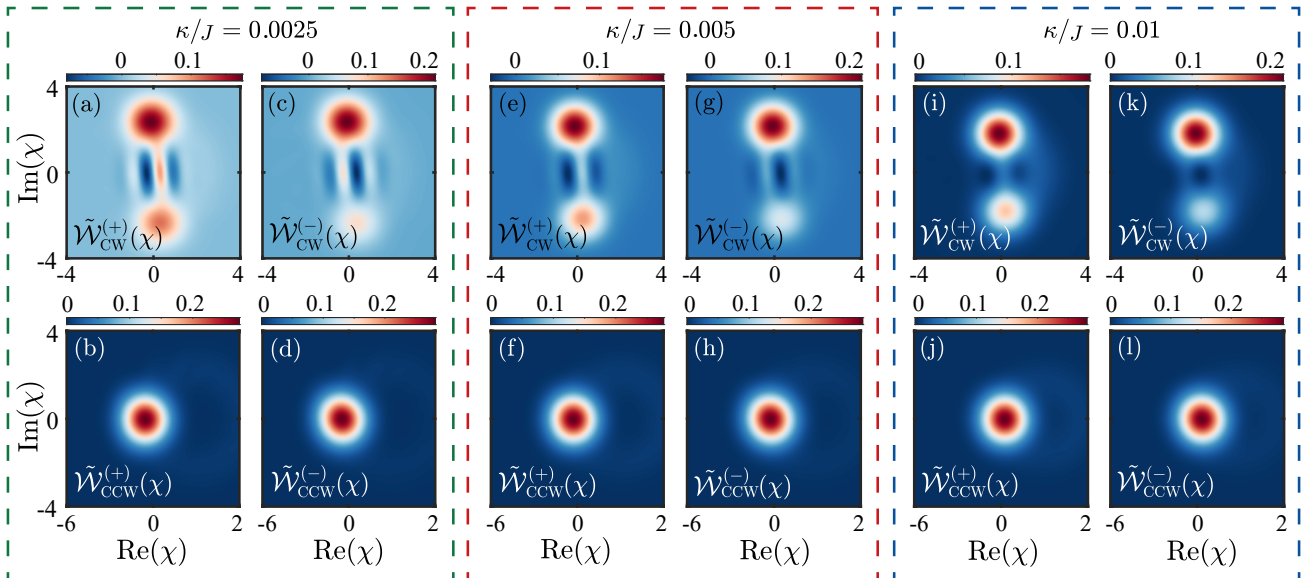 κ/J = 0.0025
κ/J = 0.005
κ/J = 0.01
0 0.1
0 0.1 0.2
0 0.1
0 0.1 0.2
0 0.1
0 0.1 0.2
(a)
(c)
(e)
(g)
(i)
(k)
4
0
-4
Im(χ)
W̃_CW^(+)(χ)
W̃_CW^(−)(χ)
W̃_CW^(+)(χ)
W̃_CW^(−)(χ)
W̃_CW^(+)(χ)
W̃_CW^(−)(χ)
-4 0 4
0 4
-6 0 4
0 4
-6 0 4
0 4
0 0.1 0.2
0 0.1 0.2
0 0.1 0.2
0 0.1 0.2
0 0.1 0.2
0 0.1 0.2
(b)
(d)
(f)
(h)
(j)
(l)
4
0
-4
Im(χ)
W̃_CCW^(+)(χ)
W̃_CCW^(−)(χ)
W̃_CCW^(+)(χ)
W̃_CCW^(−)(χ)
W̃_CCW^(+)(χ)
W̃_CCW^(−)(χ)
-6 0 2
0 2
-6 0 2
0 2
-6 0 2
0 2
Re(χ)
Re(χ)
Re(χ)
Re(χ)
Re(χ)
Re(χ)